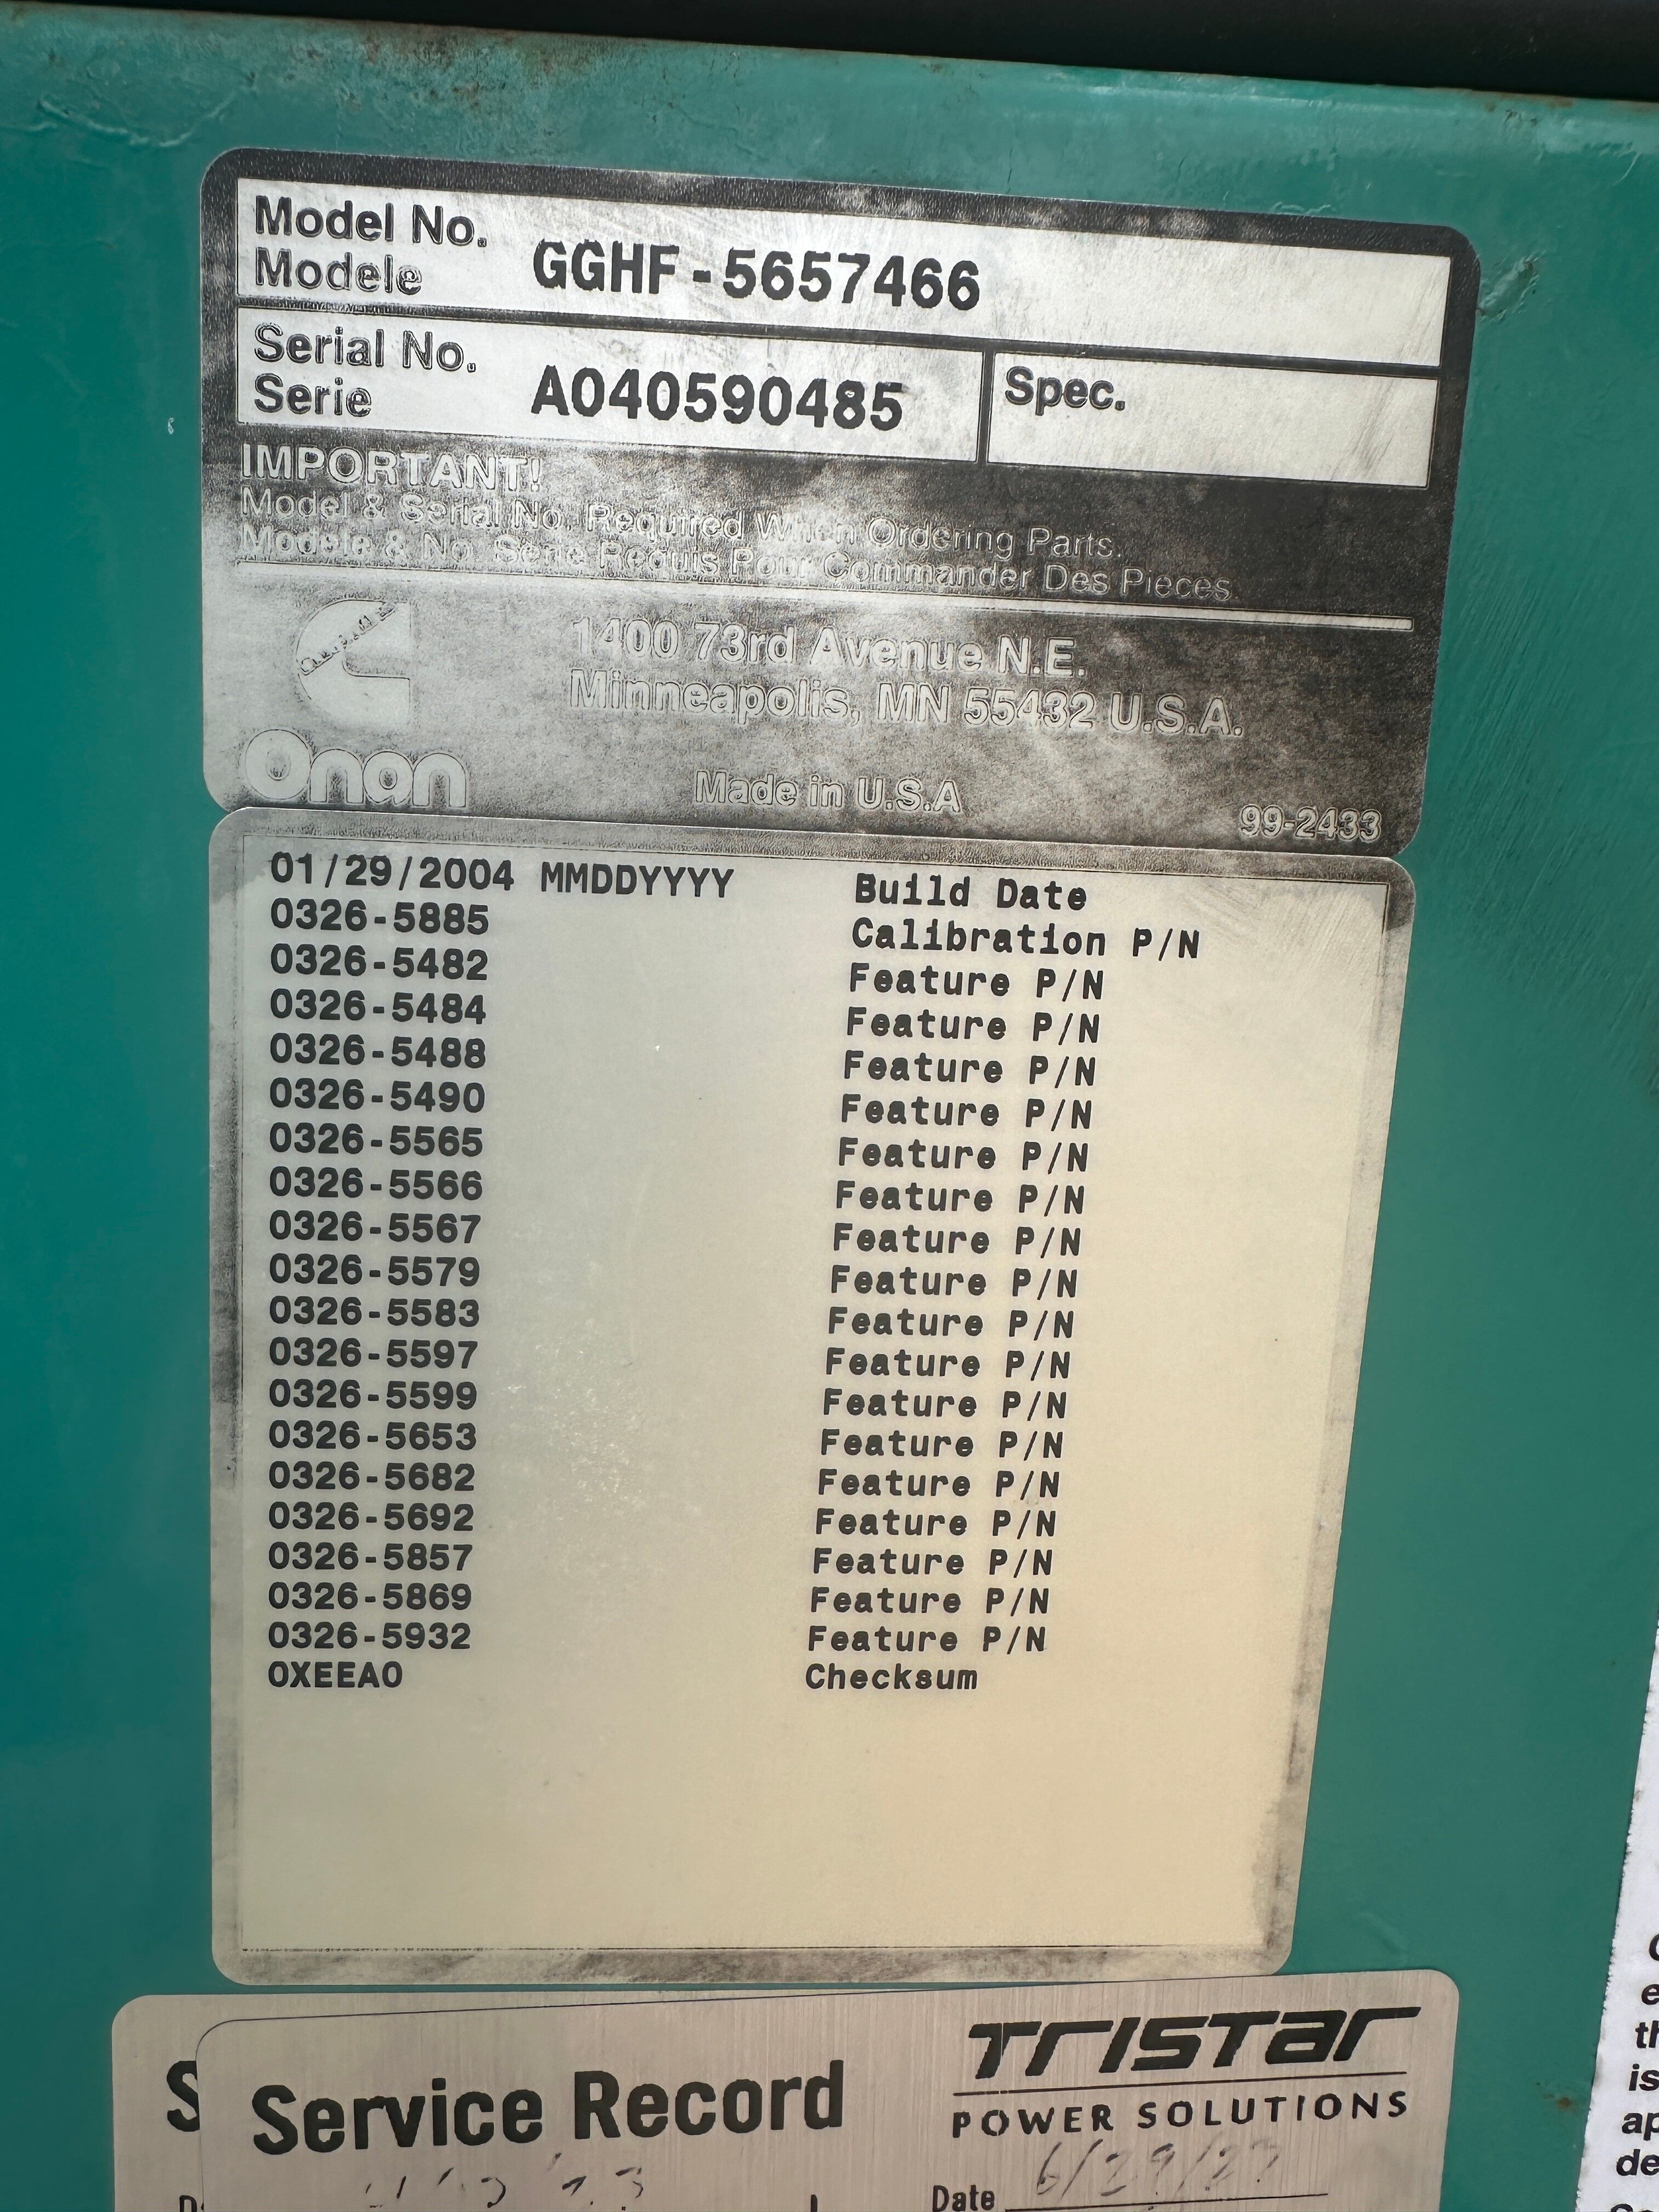 Model No.
Modele
GGHF-5657466
Serial No.
Serie
A040590485
Spec.
IMPORTANT!
Model & Serial No. Required When Ordering Parts.
Modele & No. Serie Requis Pour Commander Des Pieces.
1400 73rd Avenue N.E.
Minneapolis, MN 55432 U.S.A.
Onan
Made in U.S.A
99-2433
01/29/2004 MMDDYYYY Build Date
0326-5885 Calibration P/N
0326-5482 Feature P/N
0326-5484 Feature P/N
0326-5488 Feature P/N
0326-5490 Feature P/N
0326-5565 Feature P/N
0326-5566 Feature P/N
0326-5567 Feature P/N
0326-5579 Feature P/N
0326-5583 Feature P/N
0326-5597 Feature P/N
0326-5599 Feature P/N
0326-5653 Feature P/N
0326-5682 Feature P/N
0326-5692 Feature P/N
0326-5857 Feature P/N
0326-5869 Feature P/N
0326-5932 Feature P/N
0XEEA0 Checksum
TRISTAR
POWER SOLUTIONS
Service Record
Date